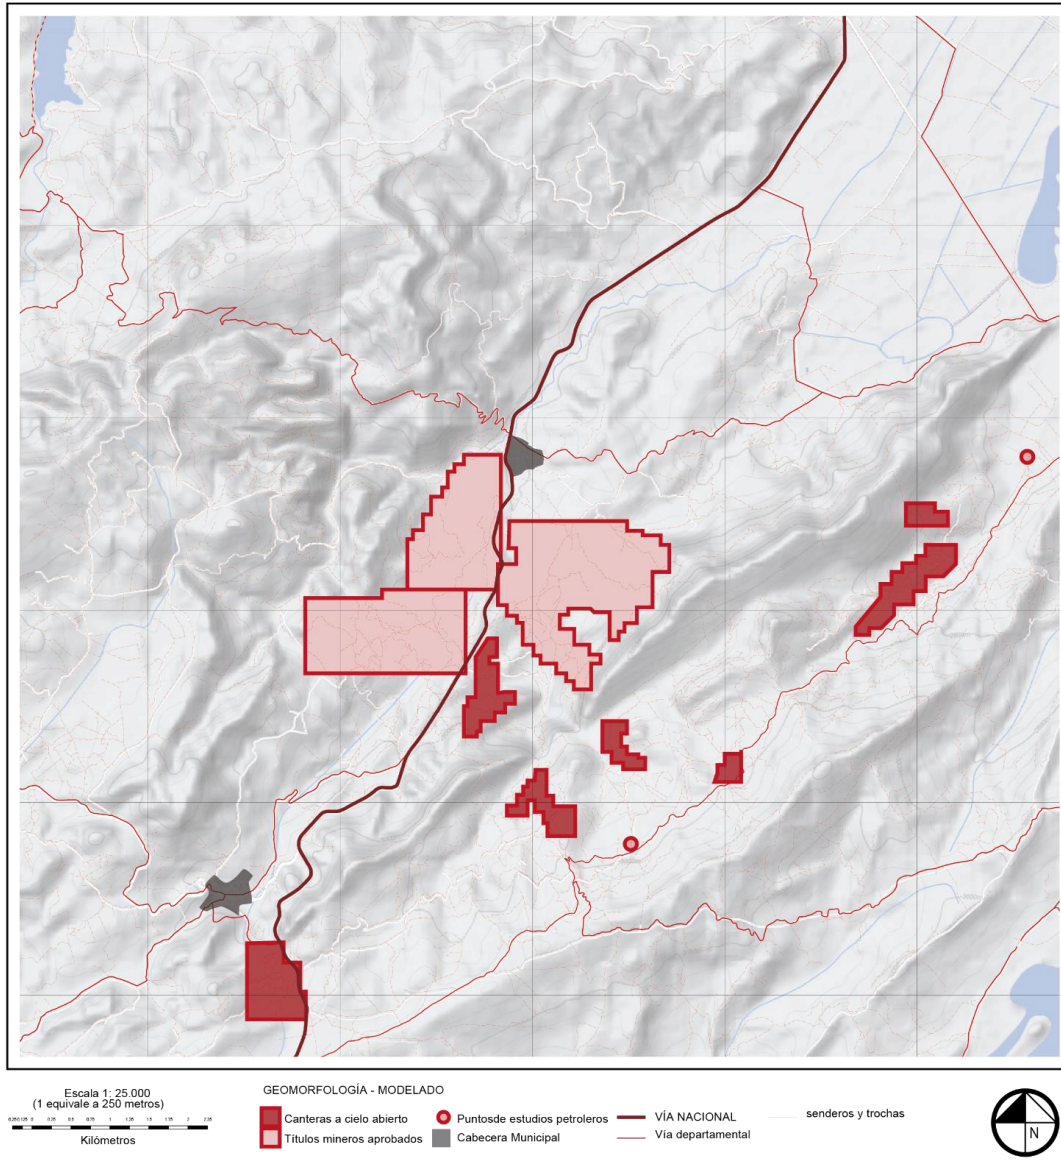 Escala 1: 25.000
(1 equivale a 250 metros)
Kilómetros
GEOMORFOLOGÍA - MODELADO
Canteras a cielo abierto
Títulos mineros aprobados
Puntosde estudios petroleros
Cabecera Municipal
VÍA NACIONAL
Vía departamental
senderos y trochas
N